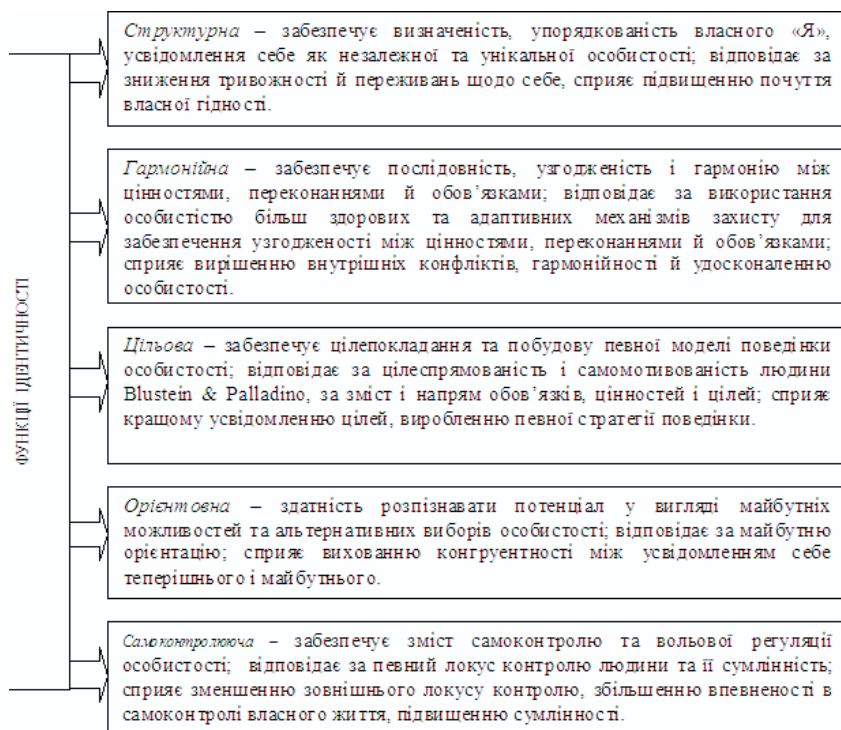 ФУНКЦІЇ ІДЕНТИЧНОСТІ
Структурна – забезпечує визначеність, упорядкованість власного «Я»,
усвідомлення себе як незалежної та унікальної особистості; відповідає за
зниження тривожності й переживань щодо себе, сприяє підвищенню почуття
власної гідності.
Гармонійна – забезпечує послідовність, узгодженість і гармонію між
цінностями, переконаннями й обов’язками; відповідає за використання
особистістю більш здорових та адаптивних механізмів захисту для
забезпечення узгодженості між цінностями, переконаннями й обов’язками;
сприяє вирішенню внутрішніх конфліктів, гармонійності й удосконаленню
особистості.
Цільова – забезпечує цілепокладання та побудову певної моделі поведінки
особистості; відповідає за цілеспрямованість і самомотивованість людини
Blustein & Palladino, за зміст і напрям обов’язків, цінностей і цілей; сприяє
кращому усвідомленню цілей, виробленню певної стратегії поведінки.
Орієнтовна – здатність розпізнавати потенціал у вигляді майбутніх
можливостей та альтернативних виборів особистості; відповідає за майбутню
орієнтацію; сприяє вихованню конгруентності між усвідомленням себе
теперішнього і майбутнього.
Самоконтролююча – забезпечує зміст самоконтролю та вольової регуляції
особистості; відповідає за певний локус контролю людини та її сумлінність;
сприяє зменшенню зовнішнього локусу контролю, збільшенню впевненості в
самоконтролі власного життя, підвищенню сумлінності.